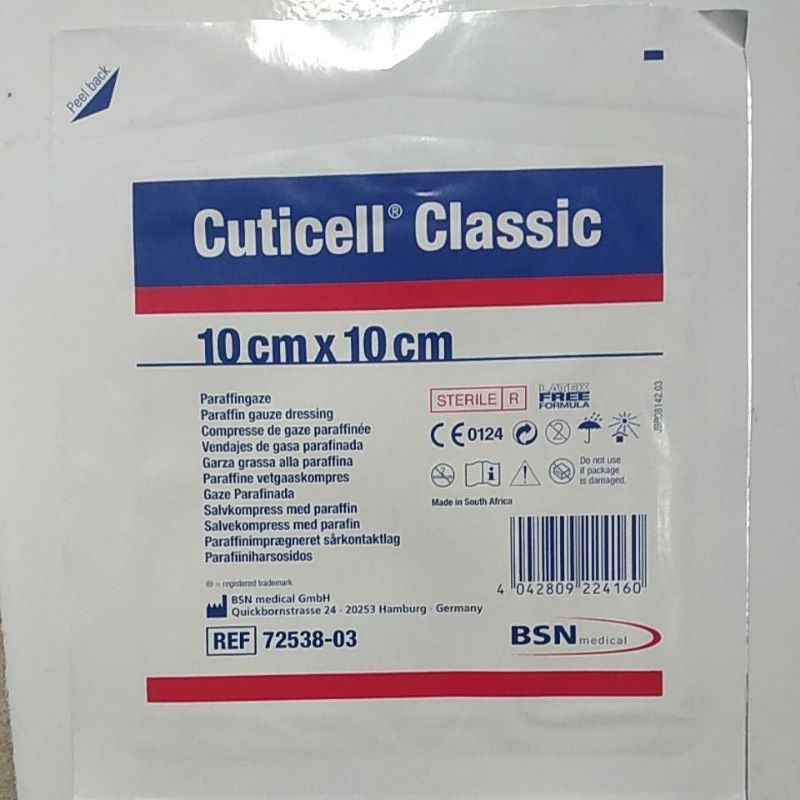 Peel back
Cuticell® Classic
10 cm x 10 cm
Paraffingaze
Paraffin gauze dressing
Compresse de gaze paraffinée
Vendajes de gasa parafinada
Garza grassa alla paraffina
Paraffine vetgaaskompres
Gaze Parafinada
Salvkompress med paraffin
Salvekompress med parafin
Paraffinimprægneret sårkontaktlag
Parafiiniharsosidos
® = registered trademark
BSN medical GmbH
Quickbornstrasse 24 · 20253 Hamburg · Germany
REF 72538-03
STERILE R
LATEX
FREE
FORMULA
CE 0124
2
i
Do not use
if package
is damaged.
Made in South Africa
4 042809 224160
BSN medical